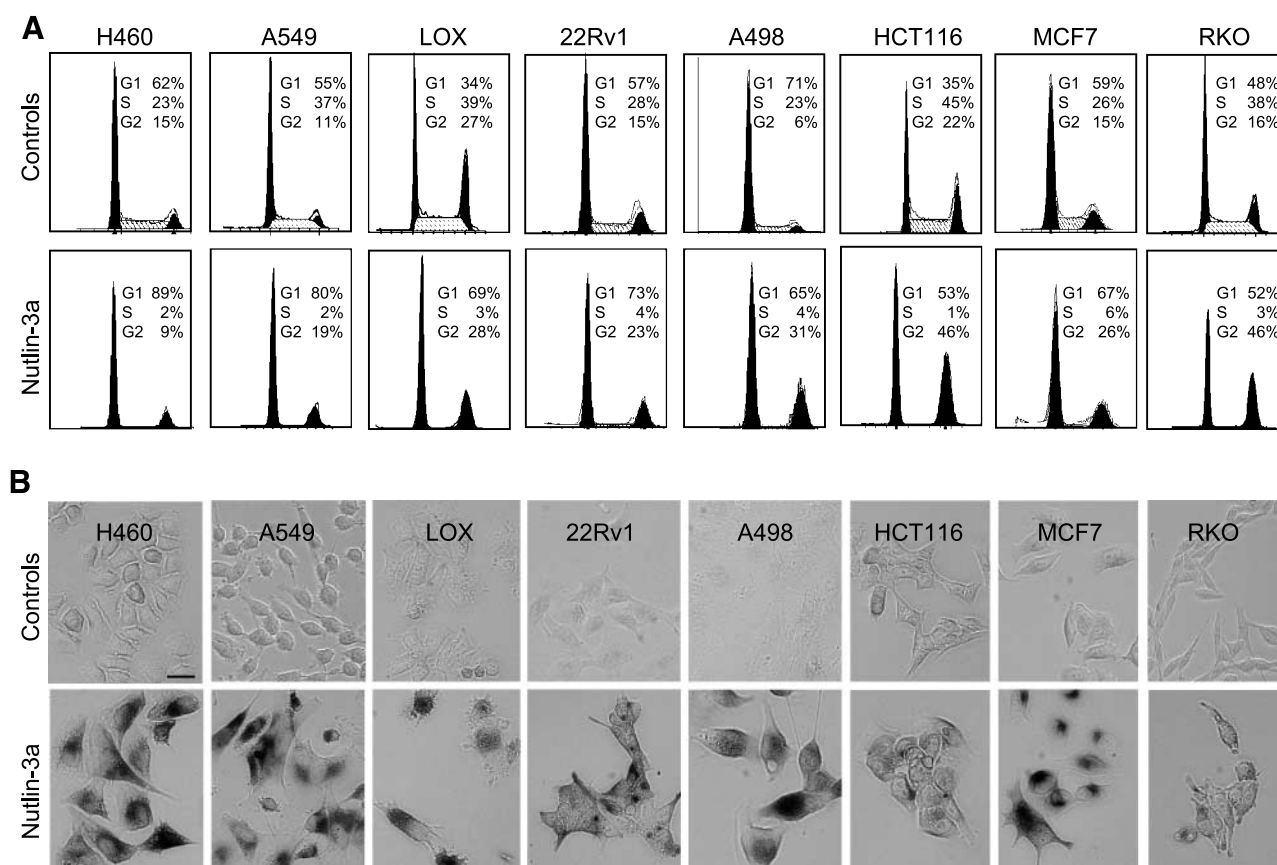 A
H460 A549 LOX 22Rv1 A498 HCT116 MCF7 RKO
Controls
G1 62%
S 23%
G2 15%
G1 55%
S 37%
G2 11%
G1 34%
S 39%
G2 27%
G1 57%
S 28%
G2 15%
G1 71%
S 23%
G2 6%
G1 35%
S 45%
G2 22%
G1 59%
S 26%
G2 15%
G1 48%
S 38%
G2 16%
Nutlin-3a
G1 89%
S 2%
G2 9%
G1 80%
S 2%
G2 19%
G1 69%
S 3%
G2 28%
G1 73%
S 4%
G2 23%
G1 65%
S 4%
G2 31%
G1 53%
S 1%
G2 46%
G1 67%
S 6%
G2 26%
G1 52%
S 3%
G2 46%
B
Controls
H460 A549 LOX 22Rv1 A498 HCT116 MCF7 RKO
Nutlin-3a